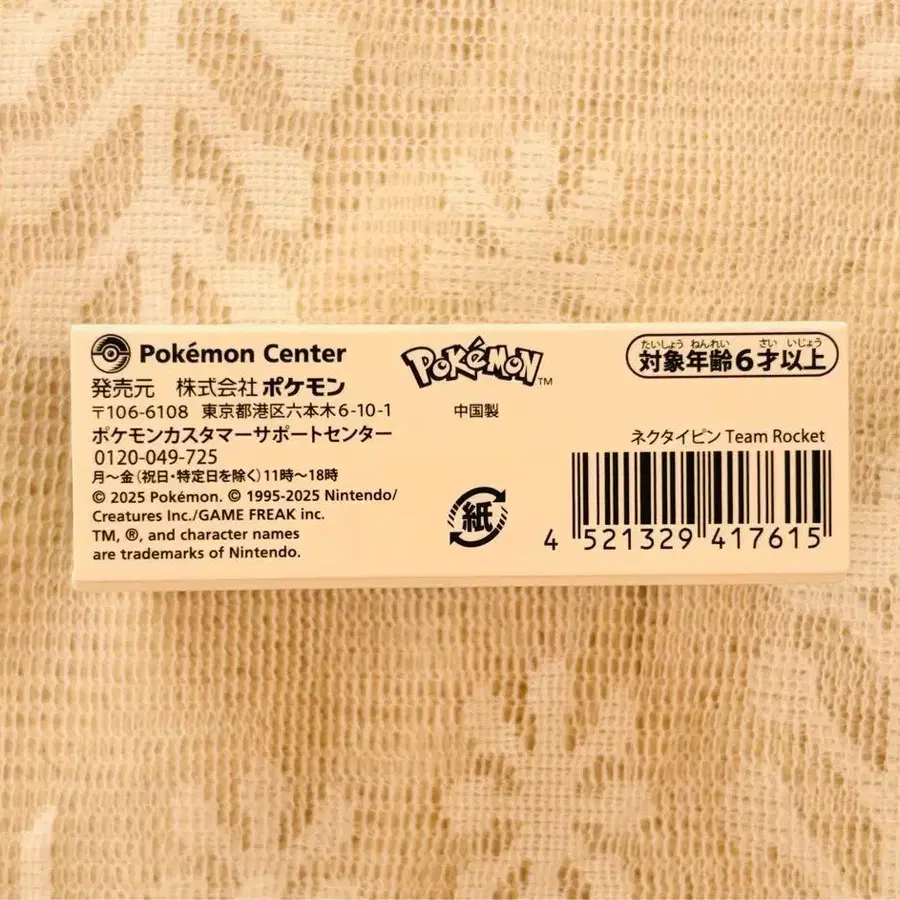 Pokémon Center
発売元 株式会社 ポケモン
〒106-6108 東京都港区六本木6-10-1
ポケモンカスタマーサポートセンター
0120-049-725
月～金(祝日・特定日を除く)11時～18時
© 2025 Pokémon. © 1995-2025 Nintendo/
Creatures Inc./GAME FREAK inc.
TM, ®, and character names
are trademarks of Nintendo.
POKéMON™
中国製
紙
たいしょう ねんれい さい いじょう
対象年齢6才以上
ネクタイピン Team Rocket
4 521329 417615